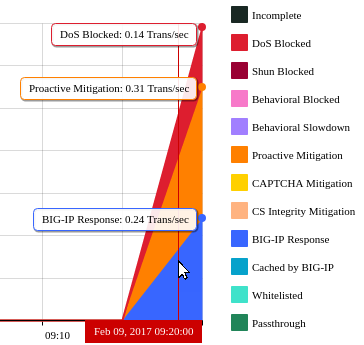 DoS Blocked: 0.14 Trans/sec
Proactive Mitigation: 0.31 Trans/sec
BIG-IP Response: 0.24 Trans/sec
09:10
Feb 09, 2017 09:20:00
Incomplete
DoS Blocked
Shun Blocked
Behavioral Blocked
Behavioral Slowdown
Proactive Mitigation
CAPTCHA Mitigation
CS Integrity Mitigation
BIG-IP Response
Cached by BIG-IP
Whitelisted
Passthrough